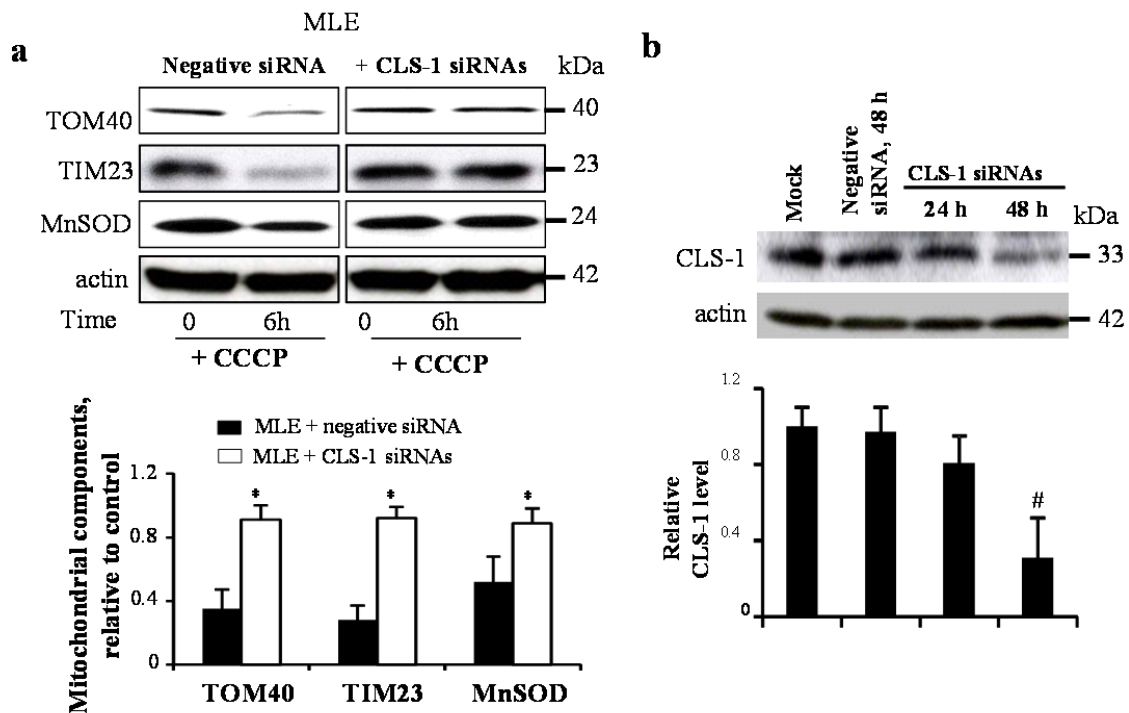 MLE
a
Negative siRNA + CLS-1 siRNAs kDa
TOM40 40
TIM23 23
MnSOD 24
actin 42
Time 0 6h 0 6h
+ CCCP + CCCP
MLE + negative siRNA
MLE + CLS-1 siRNAs
Mitochondrial components,
relative to control
1.2
0.8
0.4
0
* * *
TOM40 TIM23 MnSOD
b
Mock
Negative
siRNA, 48 h
CLS-1 siRNAs
24 h 48 h kDa
CLS-1 33
actin 42
Relative
CLS-1 level
1.2
0.8
0.4
0
#